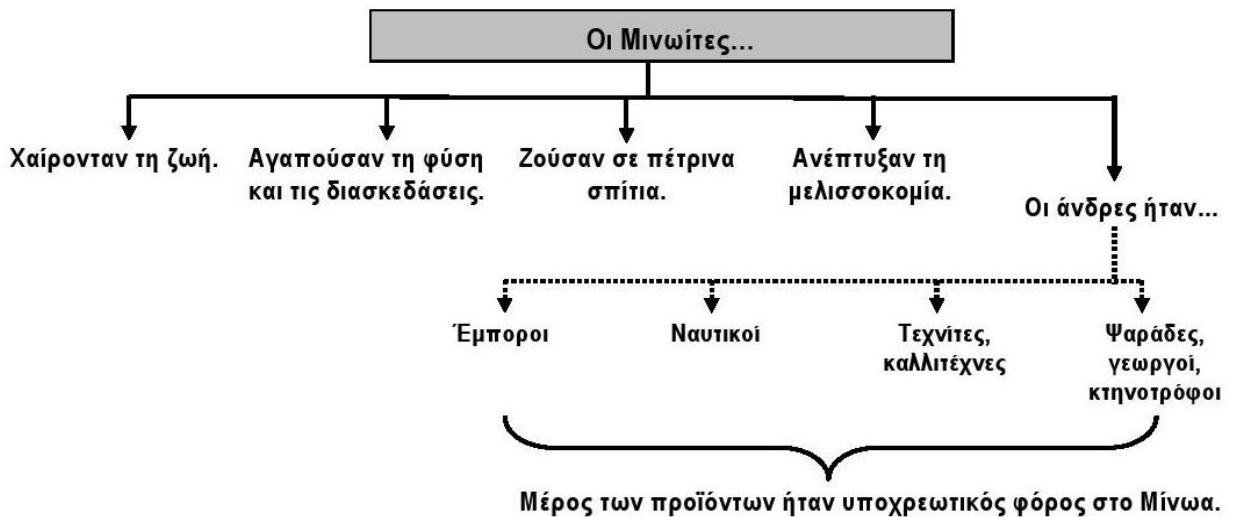 Οι Μινωίτες...
Χαίρονταν τη ζωή.
Αγαπούσαν τη φύση
και τις διασκεδάσεις.
Ζούσαν σε πέτρινα
σπίτια.
Ανέπτυξαν τη
μελισσοκομία.
Οι άνδρες ήταν...
Έμποροι
Ναυτικοί
Τεχνίτες,
καλλιτέχνες
Ψαράδες,
γεωργοί,
κτηνοτρόφοι
Μέρος των προϊόντων ήταν υποχρεωτικός φόρος στο Μίνωα.